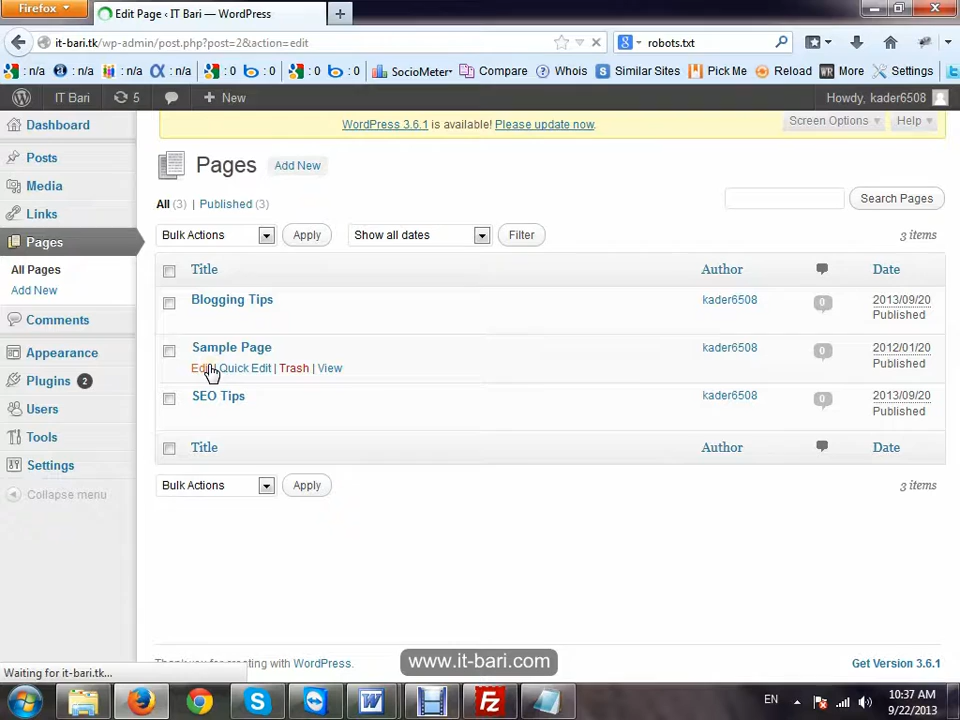 Firefox
Edit Page ‹ IT Bari — WordPress
it-bari.tk/wp-admin/post.php?post=2&action=edit
robots.txt
: n/a : n/a : n/a : n/a : 0 : 0 : 0 : 0 SocioMeter Compare Whois Similar Sites Pick Me Reload More Settings
IT Bari 5 New Howdy, kader6508
WordPress 3.6.1 is available! Please update now.
Screen Options Help
Dashboard
Posts
Media
Links
Pages
All Pages
Add New
Comments
Appearance
Plugins 2
Users
Tools
Settings
Collapse menu
Pages Add New
All (3) | Published (3)
Search Pages
Bulk Actions Apply Show all dates Filter 3 items
Title Author Date
Blogging Tips kader6508 0 2013/09/20
Published
Sample Page kader6508 0 2012/01/20
Edit | Quick Edit | Trash | View Published
SEO Tips kader6508 0 2013/09/20
Published
Title Author Date
Bulk Actions Apply 3 items
Thank you for creating with WordPress.
Get Version 3.6.1
www.it-bari.com
Waiting for it-bari.tk...
EN
10:37 AM
9/22/2013